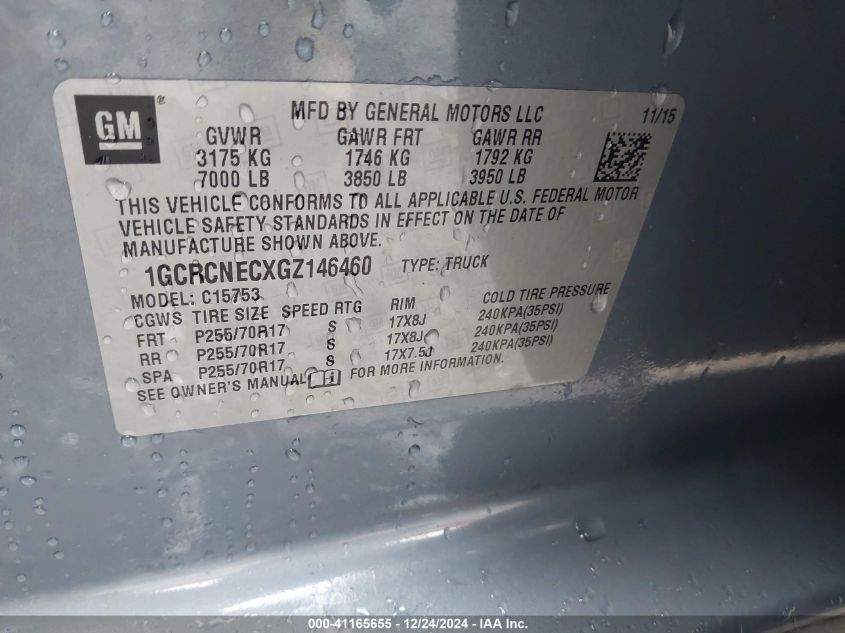 GM ®
MFD BY GENERAL MOTORS LLC 11/15
GVWR GAWR FRT GAWR RR
3175 KG 1746 KG 1792 KG
7000 LB 3850 LB 3950 LB
THIS VEHICLE CONFORMS TO ALL APPLICABLE U.S. FEDERAL MOTOR
VEHICLE SAFETY STANDARDS IN EFFECT ON THE DATE OF
MANUFACTURE SHOWN ABOVE.
1GCRCNECXGZ146460 TYPE: TRUCK
MODEL: C15753
CGWS TIRE SIZE SPEED RTG RIM COLD TIRE PRESSURE
FRT P255/70R17 S 17X8J 240KPA(35PSI)
RR P255/70R17 S 17X8J 240KPA(35PSI)
SPA P255/70R17 S 17X7.5J 240KPA(35PSI)
SEE OWNER'S MANUAL FOR MORE INFORMATION.
000-41165655 - 12/24/2024 - IAA Inc.